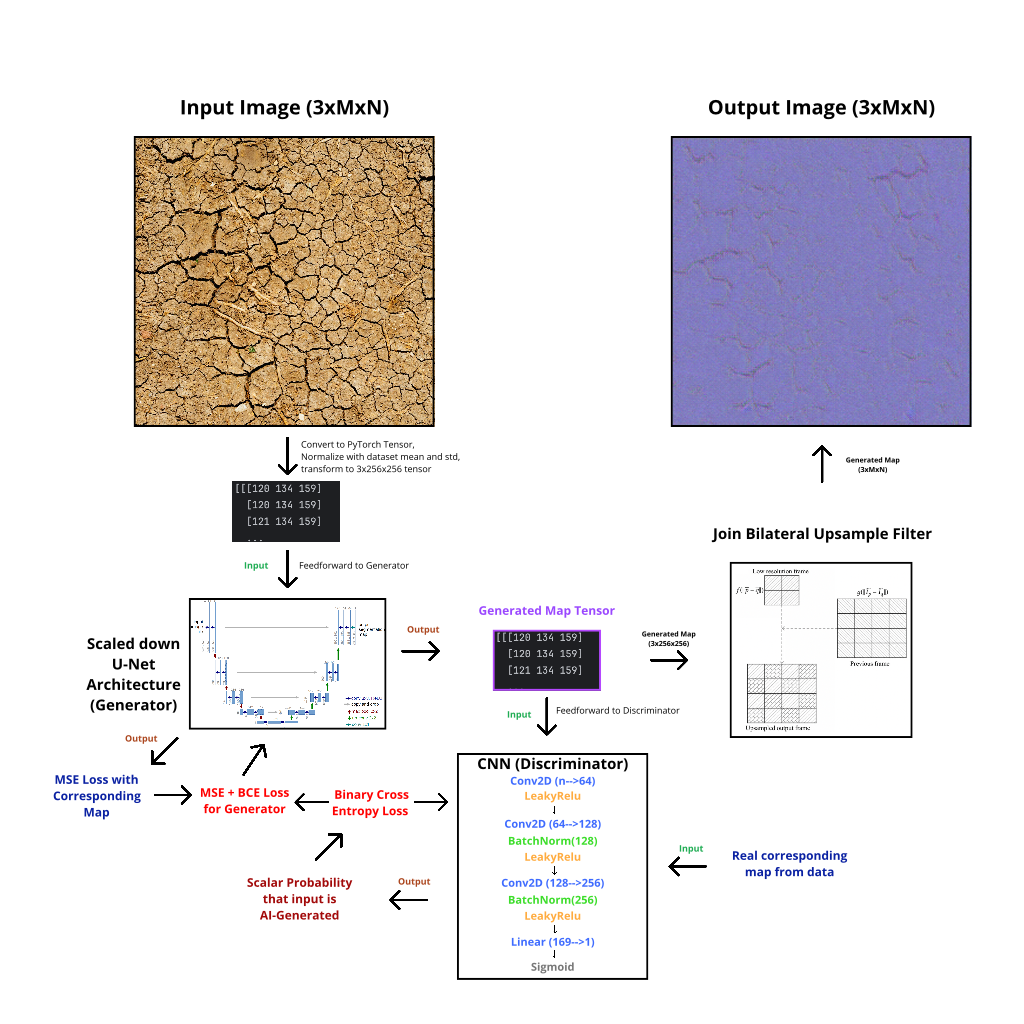 Input Image (3xMxN)
Output Image (3xMxN)
Convert to PyTorch Tensor,
Normalize with dataset mean and std,
transform to 3x256x256 tensor
[[[120 134 159]
[120 134 159]
[121 134 159]
...
Input
Feedforward to Generator
Generated Map
(3xMxN)
Join Bilateral Upsample Filter
Scaled down
U-Net
Architecture
(Generator)
copy and crop
Output
Generated Map Tensor
[[[120 134 159]
[120 134 159]
[121 134 159]
Generated Map
(3x256x256)
Low resolution frame
Previous frame
Upsampled output frame
Input
Feedforward to Discriminator
Output
MSE Loss with
Corresponding
Map
MSE + BCE Loss
for Generator
Binary Cross
Entropy Loss
CNN (Discriminator)
Conv2D (n-->64)
LeakyRelu
Conv2D (64-->128)
BatchNorm(128)
LeakyRelu
Conv2D (128-->256)
BatchNorm(256)
LeakyRelu
Linear (169-->1)
Sigmoid
Input
Real corresponding
map from data
Output
Scalar Probability
that input is
AI-Generated